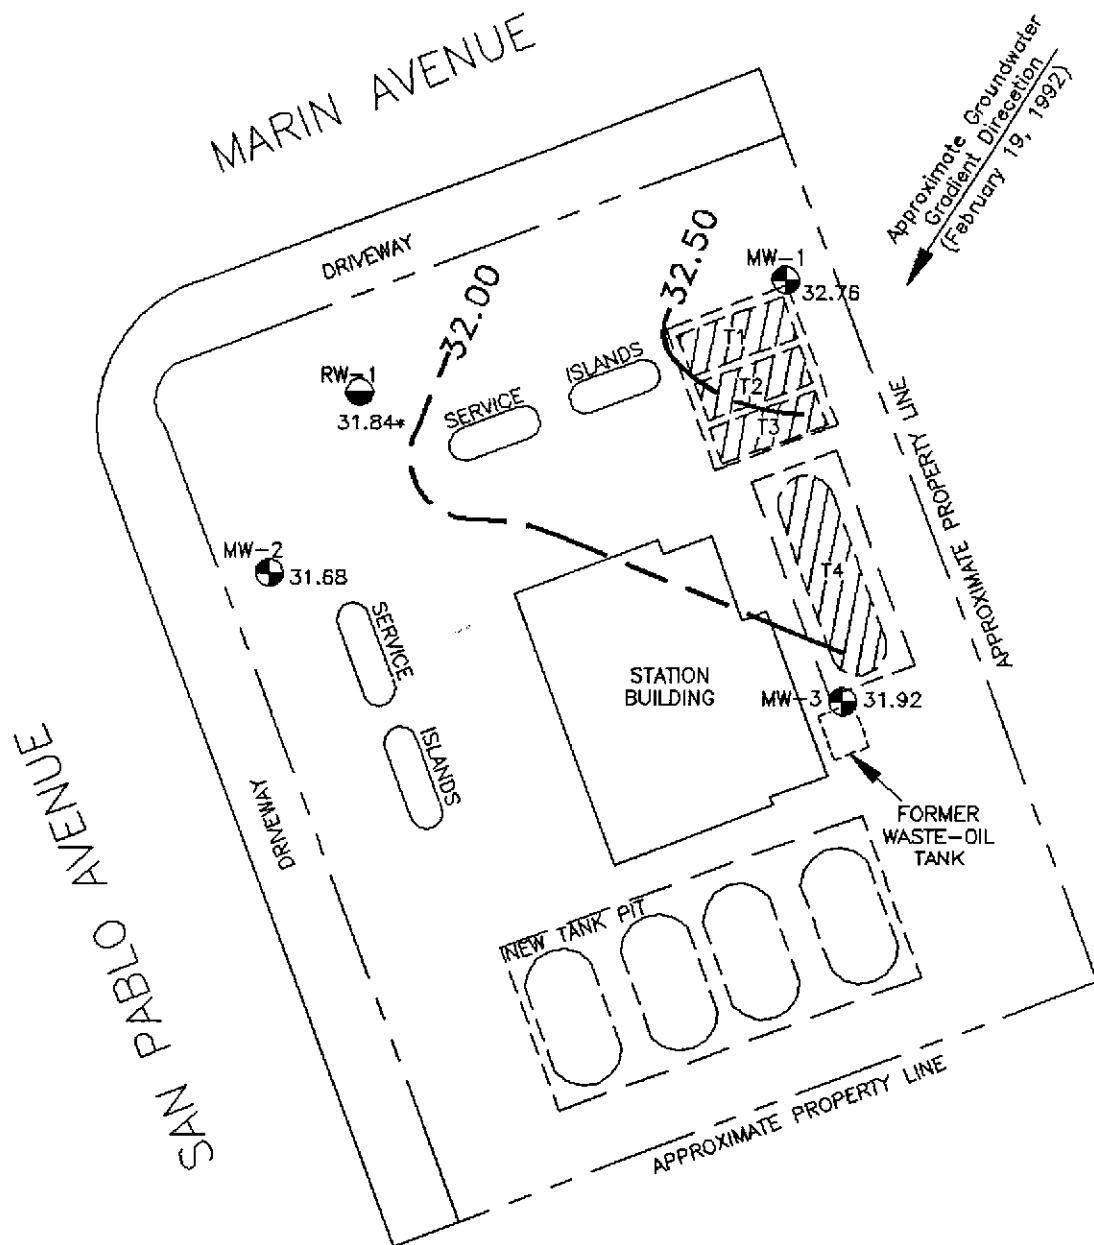 MARIN AVENUE
Approximate Groundwater
Gradient Direcetion
(February 19, 1992)
DRIVEWAY
32.00
32.50
MW-1
32.76
RW-1
31.84*
SERVICE
ISLANDS
T1
T2
T3
T4
APPROXIMATE PROPERTY LINE
MW-2
31.68
SERVICE
ISLANDS
STATION
BUILDING
MW-3
31.92
FORMER
WASTE-OIL
TANK
SAN PABLO AVENUE
DRIVEWAY
NEW TANK PIT
APPROXIMATE PROPERTY LINE